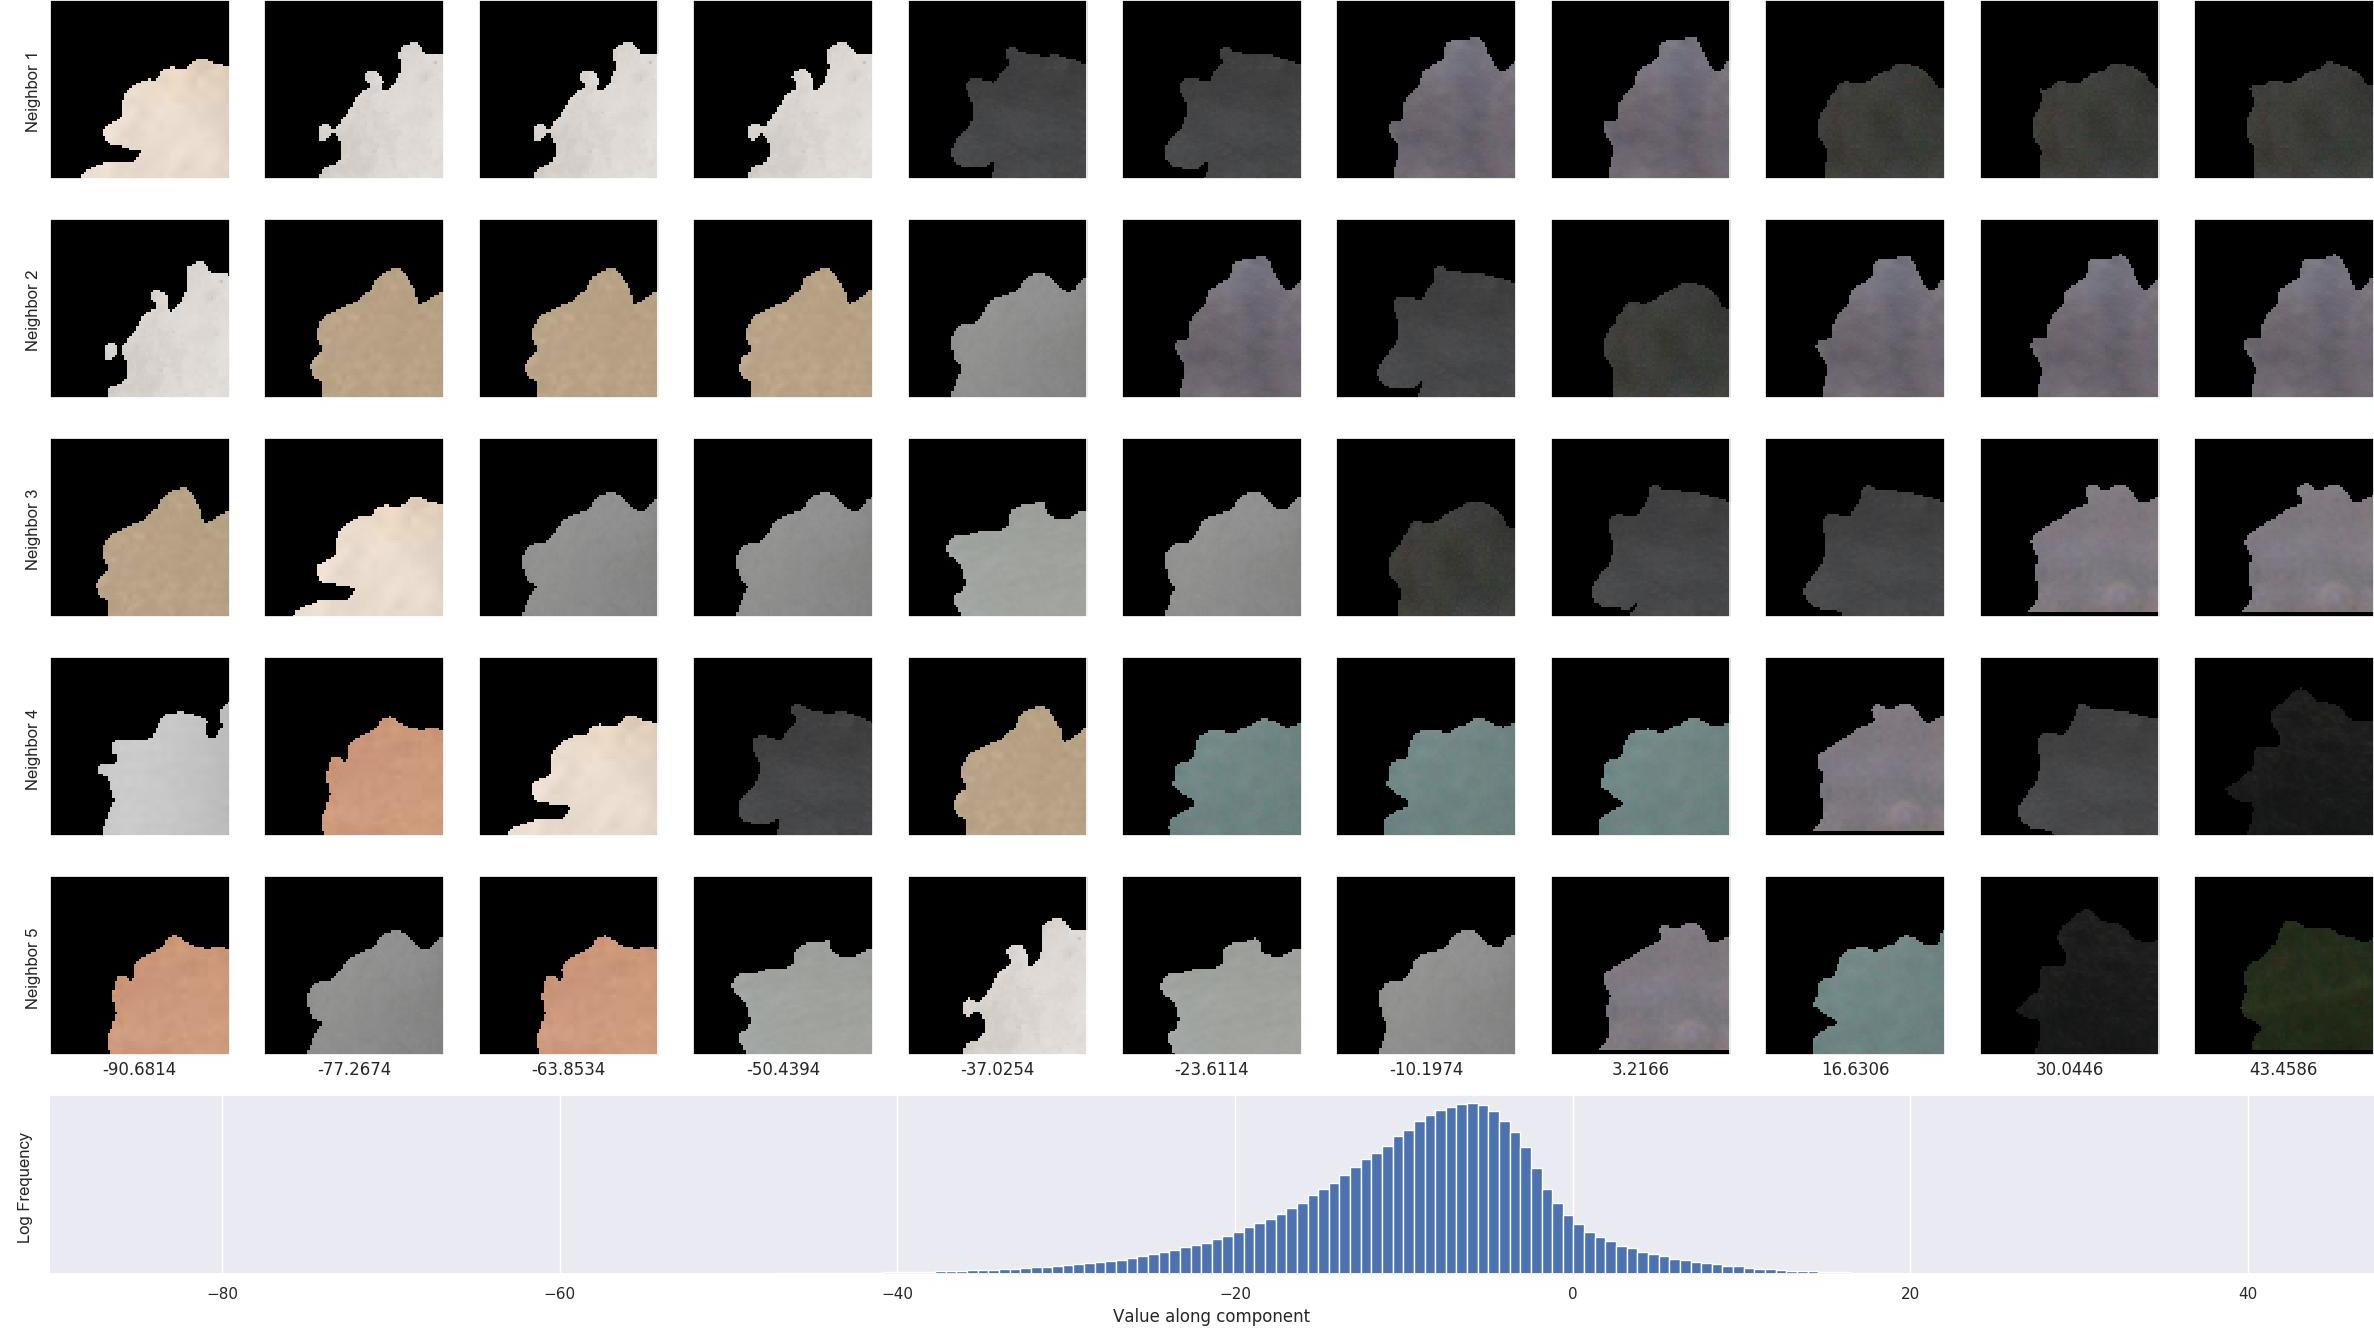 Neighbor 1
Neighbor 2
Neighbor 3
Neighbor 4
Neighbor 5
-90.6814 -77.2674 -63.8534 -50.4394 -37.0254 -23.6114 -10.1974 3.2166 16.6306 30.0446 43.4586
Log Frequency
−80 −60 −40 −20 0 20 40
Value along component